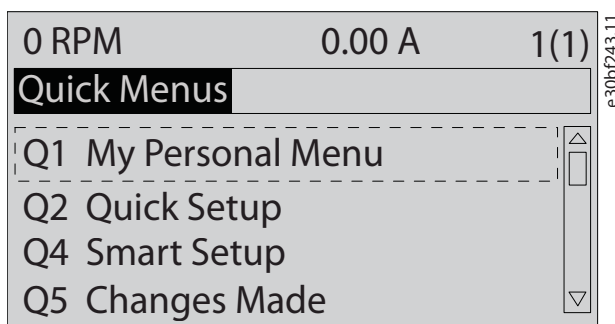 0 RPM 0.00 A 1(1)
Quick Menus
Q1 My Personal Menu
Q2 Quick Setup
Q4 Smart Setup
Q5 Changes Made
e30bf243.11